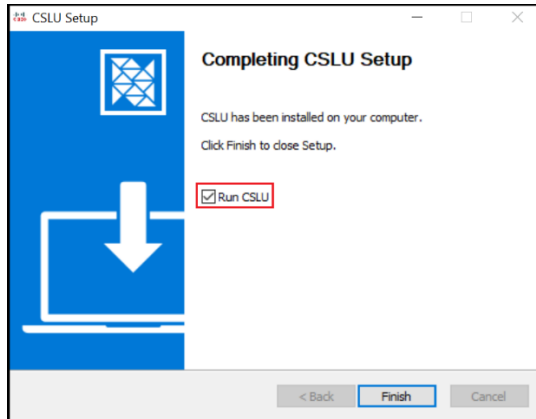 CSLU Setup
Completing CSLU Setup
CSLU has been installed on your computer.
Click Finish to close Setup.
Run CSLU
< Back
Finish
Cancel